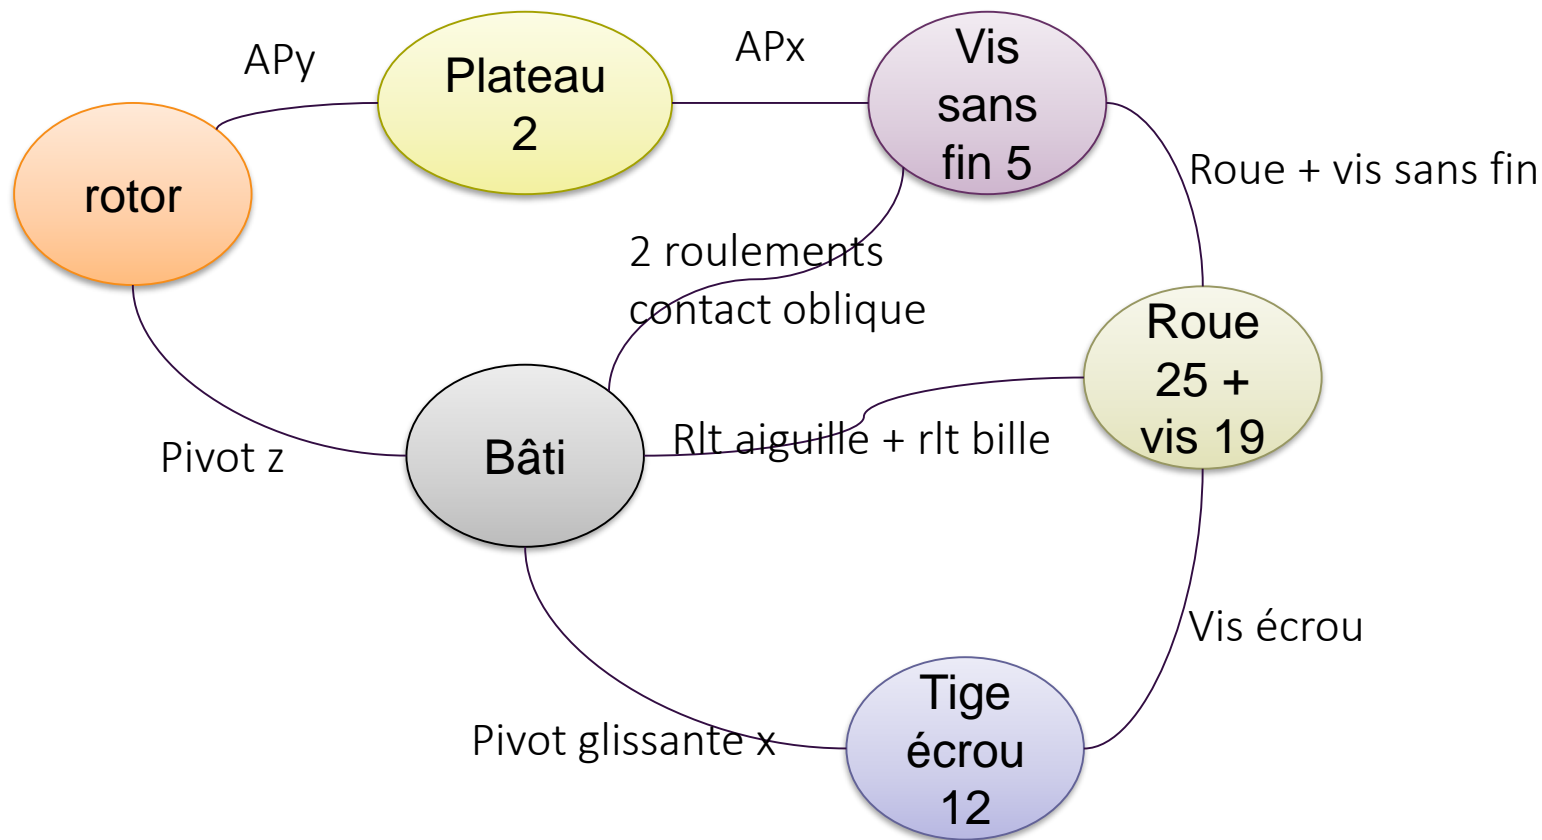 APy
Plateau
2
APx
Vis
sans
fin 5
rotor
Roue + vis sans fin
2 roulements
contact oblique
Roue
25 +
vis 19
Pivot z
Bâti
Rlt aiguille + rlt bille
Vis écrou
Pivot glissante x
Tige
écrou
12